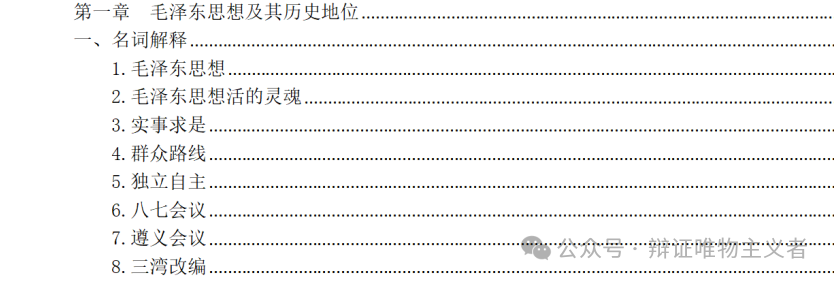 第一章　毛泽东思想及其历史地位................................................
一、名词解释................................................
1. 毛泽东思想................................................
2. 毛泽东思想活的灵魂................................................
3. 实事求是................................................
4. 群众路线................................................
5. 独立自主................................................
6. 八七会议................................................
7. 遵义会议................................................
公众号 · 辩证唯物主义者
8. 三湾改编................................................